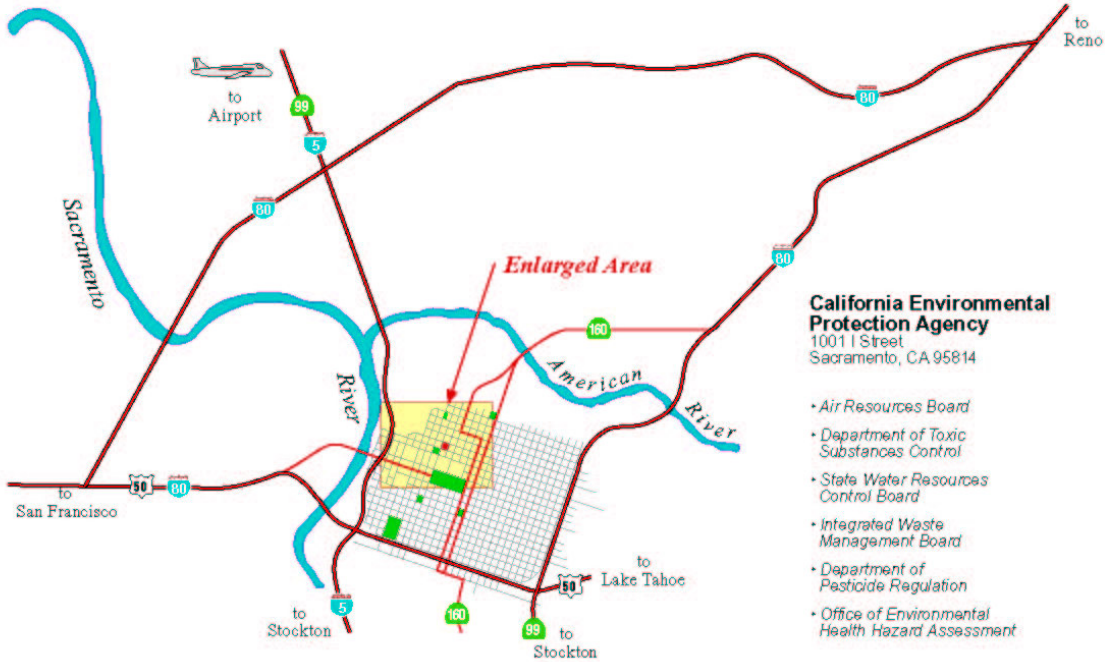 to
Reno
to
Airport
99
5
80
80
Sacramento
80
Enlarged Area
160
American
River
River
California Environmental
Protection Agency
1001 I Street
Sacramento, CA 95814
‣ Air Resources Board
‣ Department of Toxic
Substances Control
‣ State Water Resources
Control Board
‣ Integrated Waste
Management Board
‣ Department of
Pesticide Regulation
‣ Office of Environmental
Health Hazard Assessment
to
San Francisco
50
80
to
Lake Tahoe
50
5
to
Stockton
160
99
to
Stockton